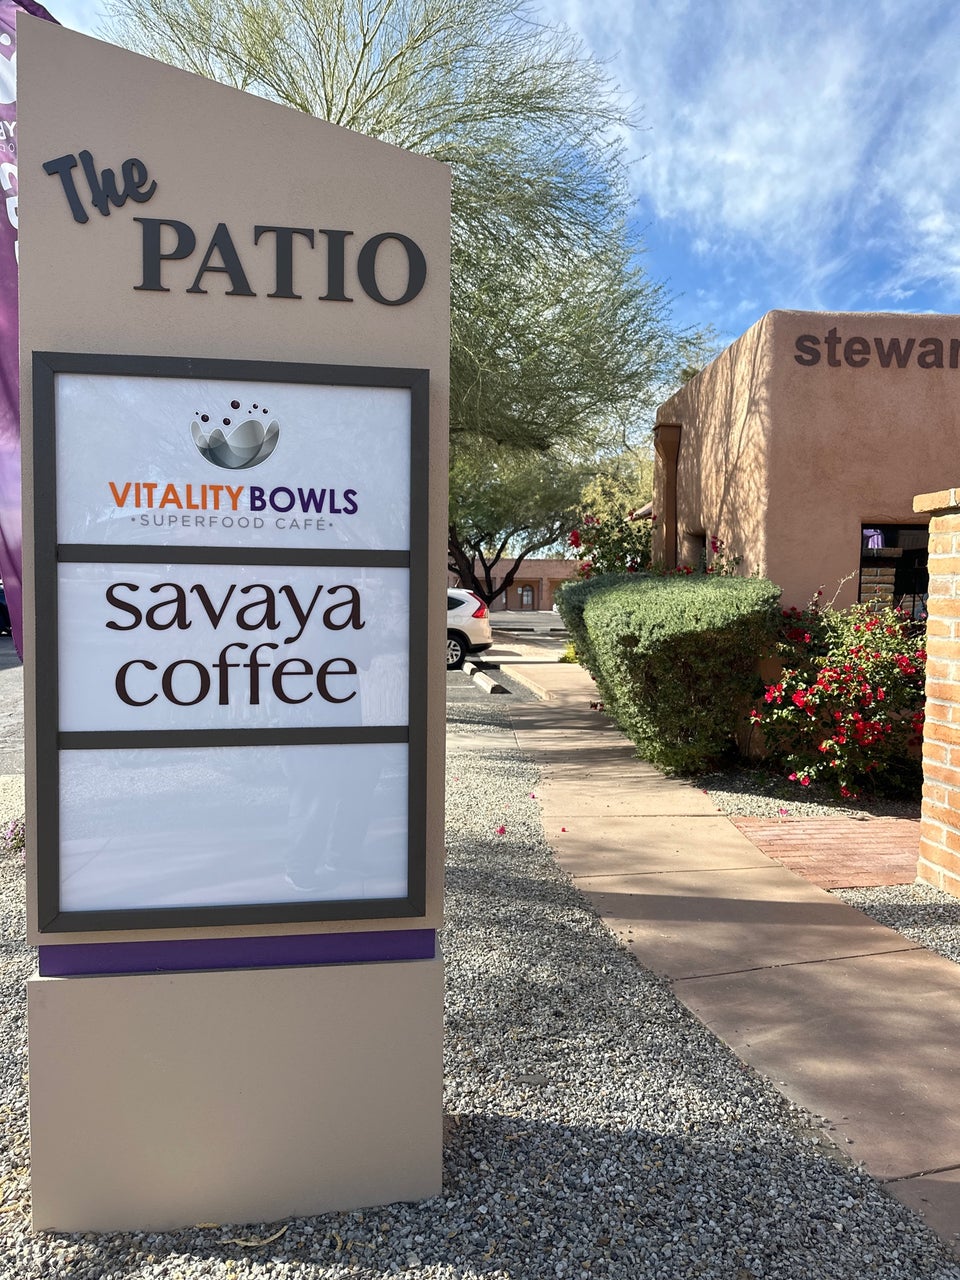 The
PATIO
VITALITY BOWLS
•SUPERFOOD CAFÉ•
savaya
coffee
stewar